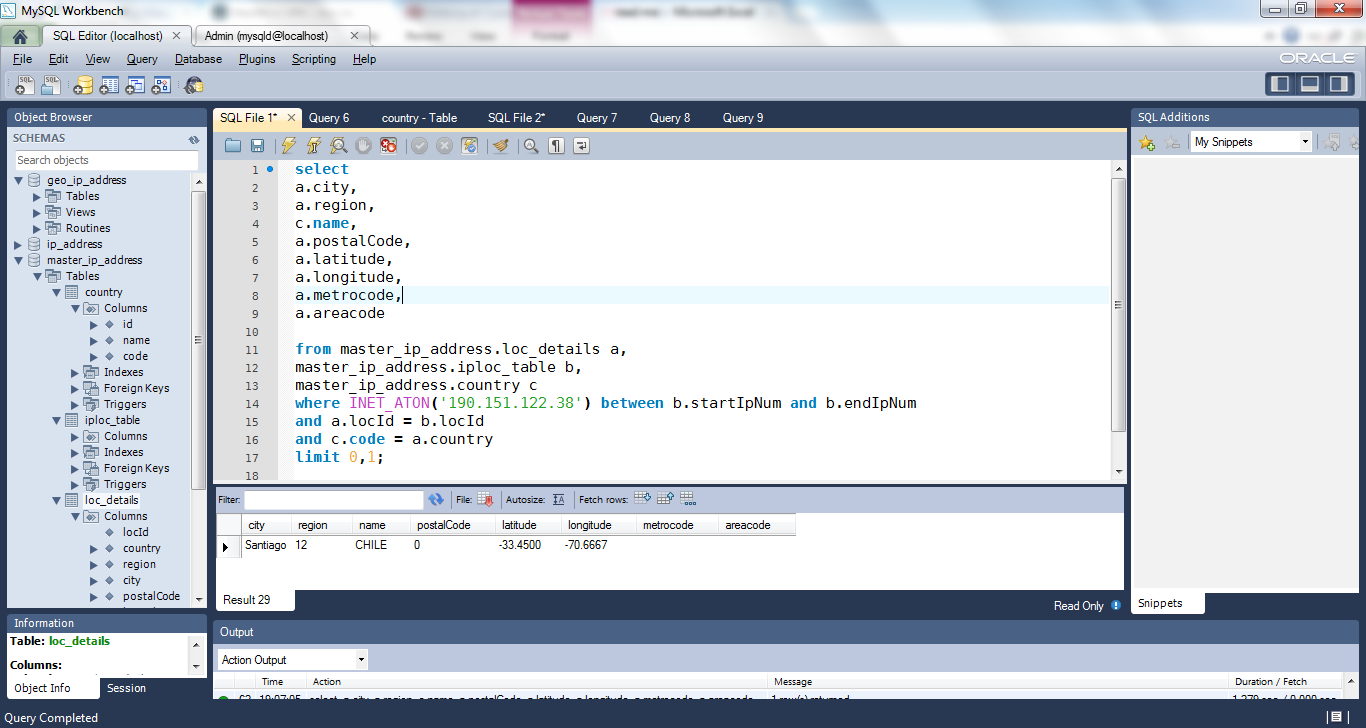 MySQL Workbench
SQL Editor (localhost)
Admin (mysqld@localhost)
File Edit View Query Database Plugins Scripting Help
ORACLE
Object Browser
SCHEMAS
Search objects
geo_ip_address
Tables
Views
Routines
ip_address
master_ip_address
Tables
country
Columns
id
name
code
Indexes
Foreign Keys
Triggers
iploc_table
Columns
Indexes
Foreign Keys
Triggers
loc_details
Columns
locId
country
region
city
postalCode
Information
Table: loc_details
Columns:
Object Info Session
SQL File 1* Query 6 country - Table SQL File 2* Query 7 Query 8 Query 9
1 select
2 a.city,
3 a.region,
4 c.name,
5 a.postalCode,
6 a.latitude,
7 a.longitude,
8 a.metrocode,
9 a.areacode
10
11 from master_ip_address.loc_details a,
12 master_ip_address.iploc_table b,
13 master_ip_address.country c
14 where INET_ATON('190.151.122.38') between b.startIpNum and b.endIpNum
15 and a.locId = b.locId
16 and c.code = a.country
17 limit 0,1;
18
Filter: File: Autosize: Fetch rows:
city region name postalCode latitude longitude metrocode areacode
Santiago 12 CHILE 0 -33.4500 -70.6667
Result 29
Read Only
SQL Additions
My Snippets
Snippets
Output
Action Output
Time Action Message Duration / Fetch
Query Completed